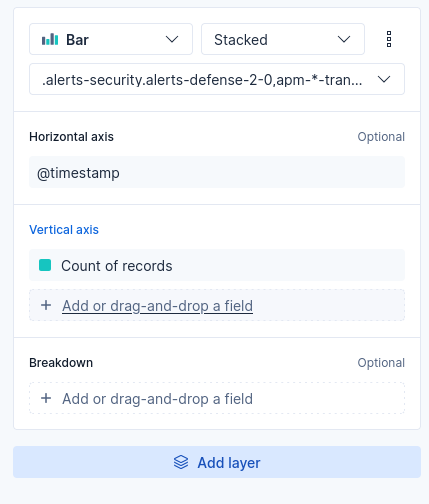 Bar
Stacked
.alerts-security.alerts-defense-2-0,apm-*-tran...
Horizontal axis
Optional
@timestamp
Vertical axis
Count of records
Add or drag-and-drop a field
Breakdown
Optional
Add or drag-and-drop a field
Add layer